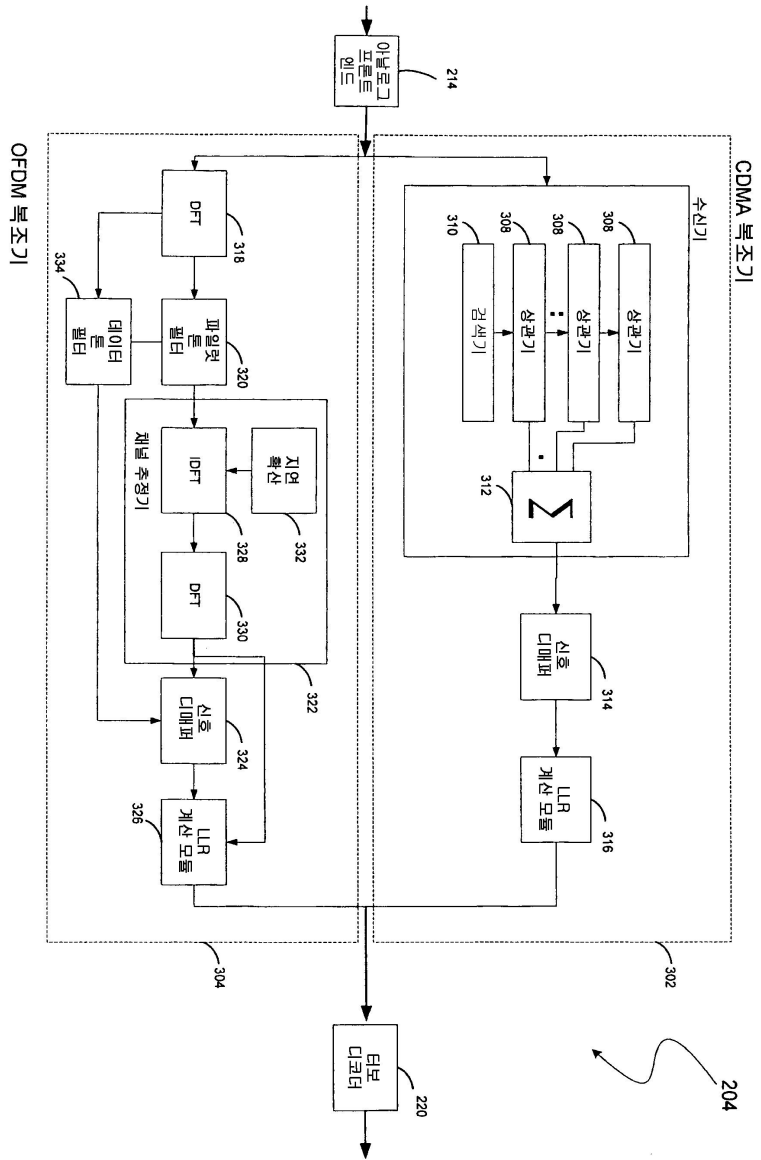 204
CDMA 복조기
302
수신기
308
상관기
308
상관기
308
상관기
310
검색기
312
Σ
314
신호
디매퍼
316
LLR
계산 모듈
214
아날로그
프론트
엔드
220
터보
디코더
OFDM 복조기
304
DFT
318
334
데이터
톤
필터
파일럿
톤
필터
320
채널 추정기
322
IDFT
328
지연
확산
332
DFT
330
신호
디매퍼
324
LLR
계산 모듈
326